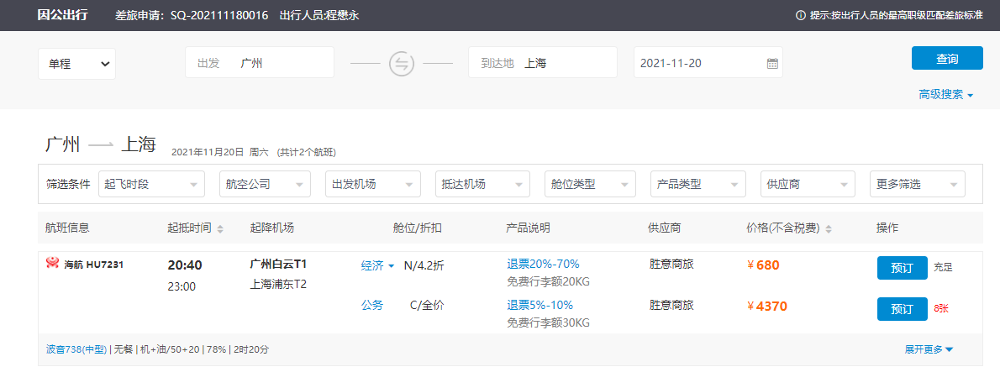 因公出行 差旅申请：SQ-202111180016 出行人员:程懋永 提示:按出行人员的最高职级匹配差旅标准
单程 出发 广州 到达地 上海 2021-11-20 查询
高级搜索
广州 上海 2021年11月20日 周六 (共计2个航班)
筛选条件 起飞时段 航空公司 出发机场 抵达机场 舱位类型 产品类型 供应商 更多筛选
航班信息 起抵时间 起降机场 舱位/折扣 产品说明 供应商 价格(不含税费) 操作
海航 HU7231 20:40 广州白云T1 经济 N/4.2折 退票20%-70% 胜意商旅 ¥680 预订 充足
23:00 上海浦东T2 免费行李额20KG
公务 C/全价 退票5%-10% 胜意商旅 ¥4370 预订 8张
免费行李额30KG
波音738(中型) | 无餐 | 机+油/50+20 | 78% | 2时20分 展开更多